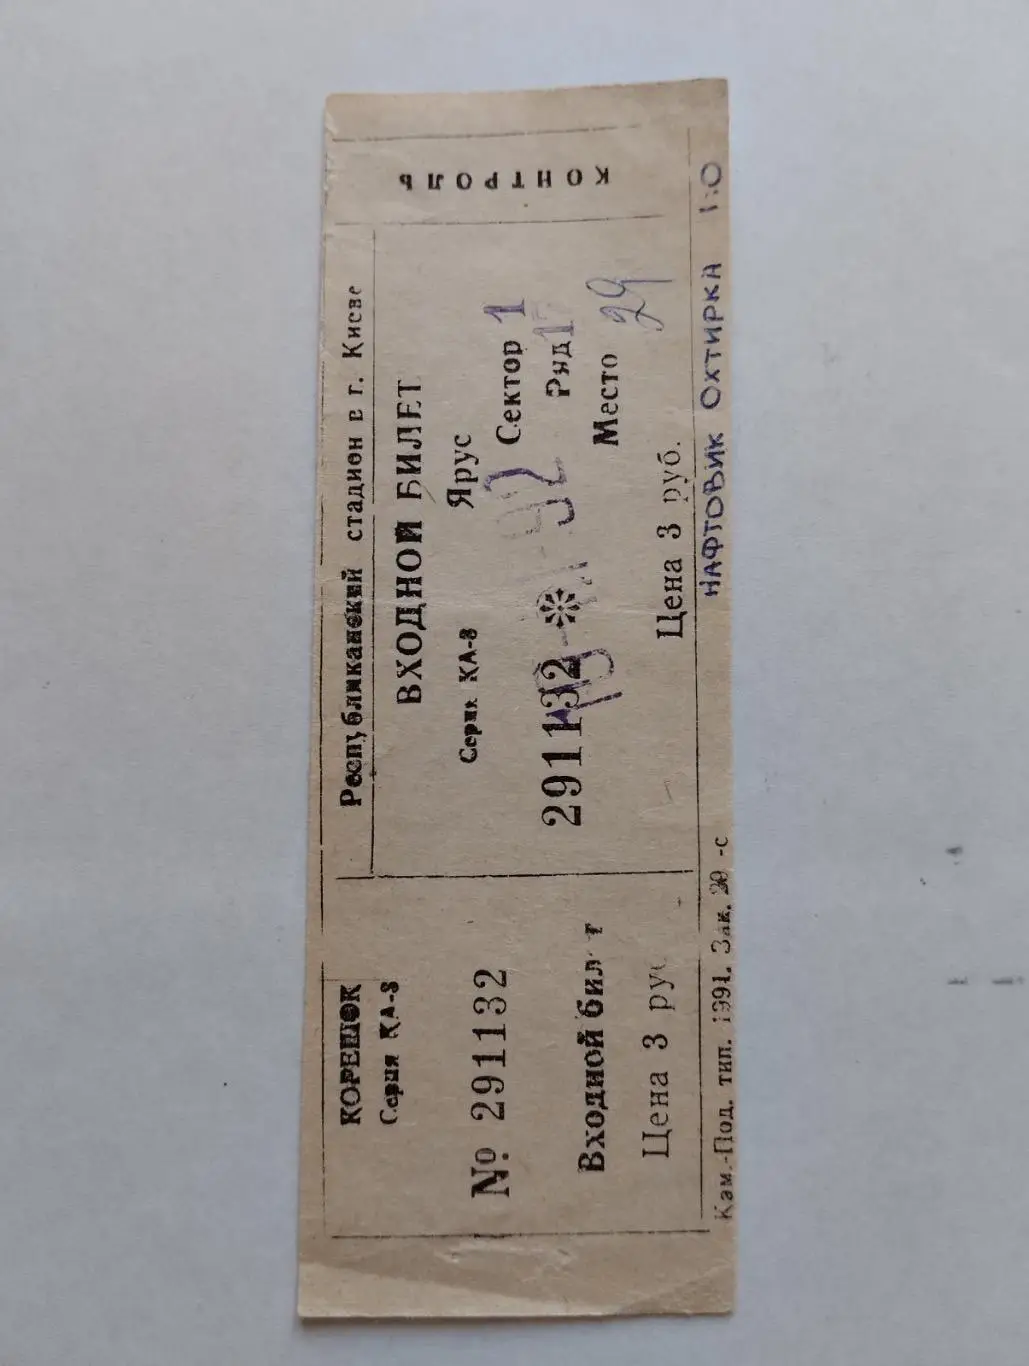 КОНТРОЛЬ
Республиканский стадион в г. Киеве
ВХОДНОЙ БИЛЕТ
Серия КА-8 Ярус
Сектор 1
291132
Ряд
Место 29
Цена 3 руб.
НАФТОВИК ОХТИРКА 1:0
КОРЕШОК
Серия КА-8
№ 291132
Входной билет
Цена 3 руб
Кам.-Под. тип. 1991. Зак. -с